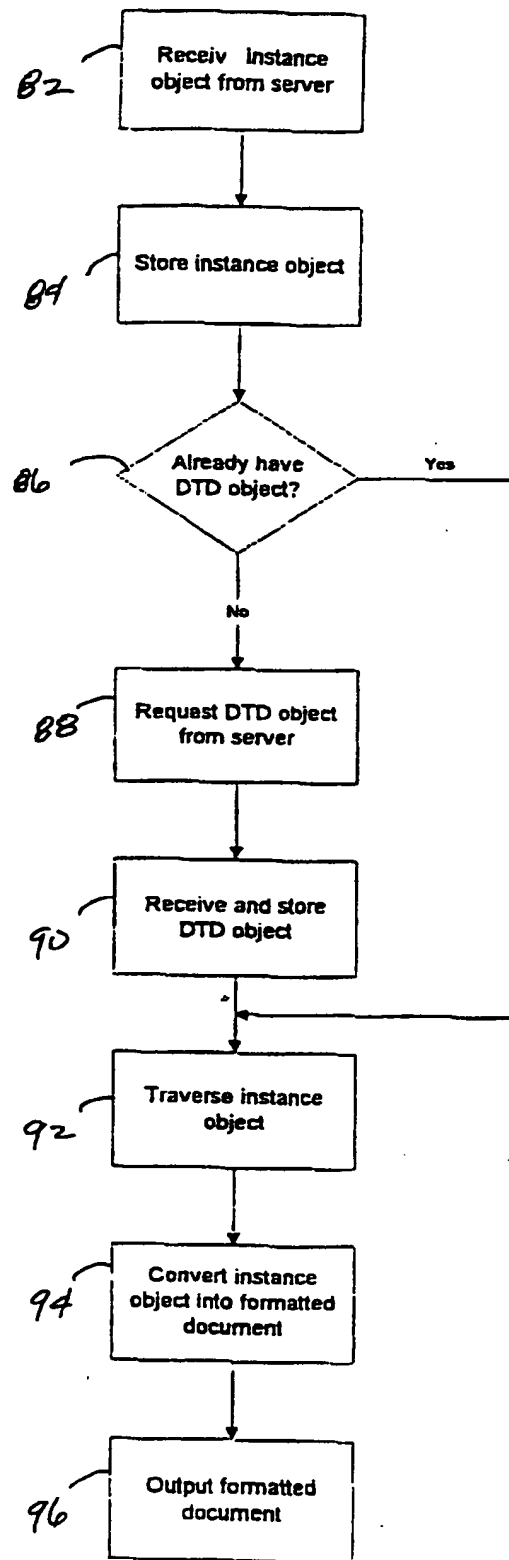 Receiv instance
object from server
82
Store instance object
84
Already have
DTD object?
86
Yes
No
Request DTD object
from server
88
Receive and store
DTD object
90
Traverse instance
object
92
Convert instance
object into formatted
document
94
Output formatted
document
96